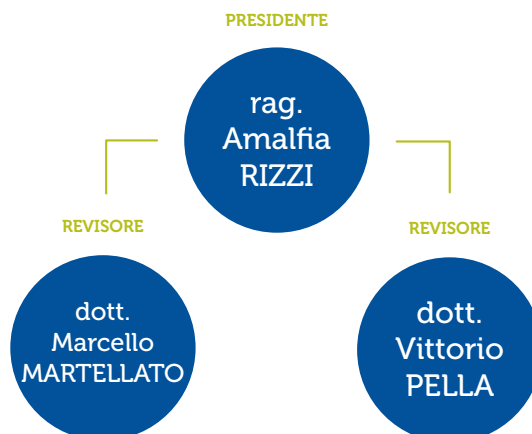 PRESIDENTE
rag.
Amalfia
RIZZI
REVISORE
dott.
Marcello
MARTELLATO
REVISORE
dott.
Vittorio
PELLA